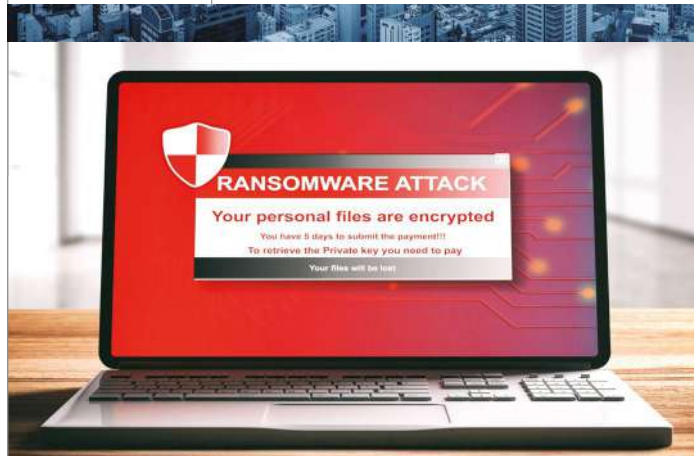 RANSOMWARE ATTACK
Your personal files are encrypted
You have 5 days to submit the payment!!!
To retrieve the Private key you need to pay
Your files will be lost